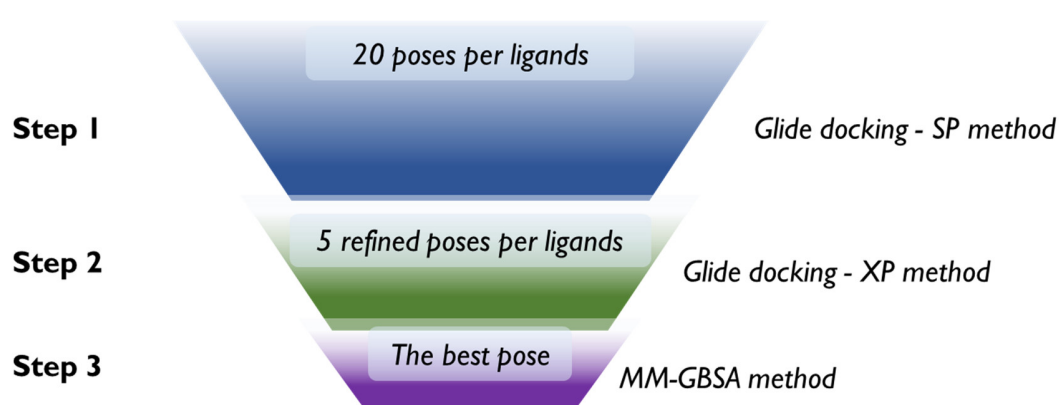 20 poses per ligands
Step 1
Glide docking - SP method
5 refined poses per ligands
Step 2
Glide docking - XP method
The best pose
Step 3
MM-GBSA method